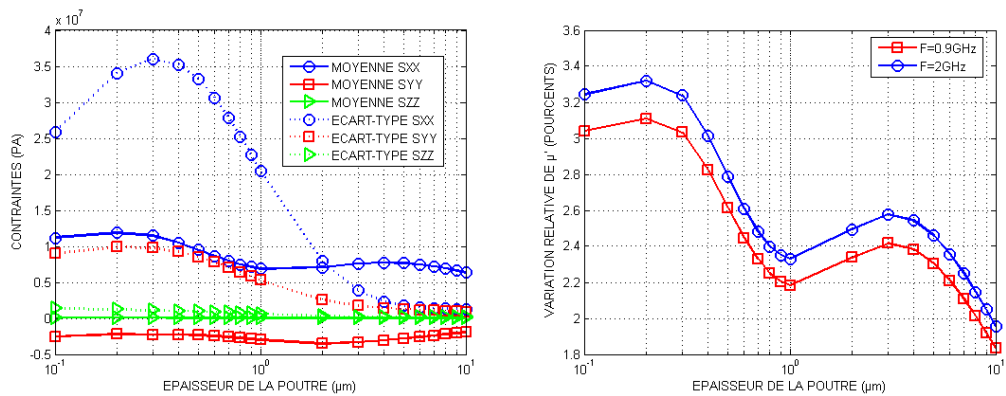 x 10^7
4
3.5
3
2.5
2
1.5
1
0.5
0
-0.5
CONTRAINTES (PA)
10^-1
10^0
10^1
EPAISSEUR DE LA POUTRE (µm)
MOYENNE SXX
MOYENNE SYY
MOYENNE SZZ
ECART-TYPE SXX
ECART-TYPE SYY
ECART-TYPE SZZ
3.6
3.4
3.2
3
2.8
2.6
2.4
2.2
2
1.8
VARIATION RELATIVE DE µ' (POURCENTS)
10^-1
10^0
10^1
EPAISSEUR DE LA POUTRE (µm)
F=0.9GHz
F=2GHz